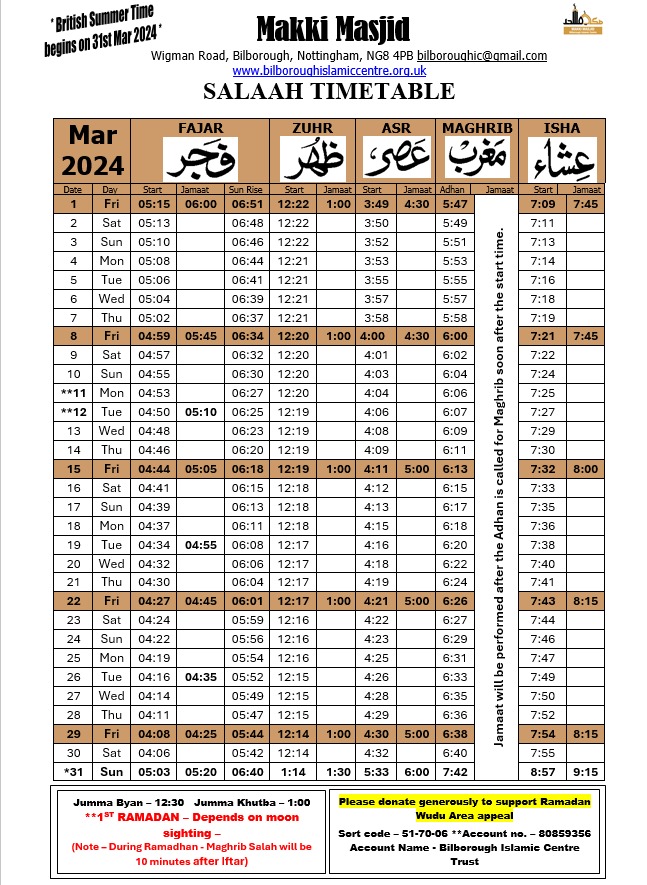 * British Summer Time
begins on 31st Mar 2024 *
Makki Masjid
Wigman Road, Bilborough, Nottingham, NG8 4PB bilboroughic@gmail.com
www.bilboroughislamiccentre.org.uk
SALAAH TIMETABLE
Mar 2024 FAJAR فجر ZUHR ظهر ASR عصر MAGHRIB مغرب ISHA عشاء
Date Day Start Jamaat Sun Rise Start Jamaat Start Jamaat Adhan Jamaat Start Jamaat
1 Fri 05:15 06:00 06:51 12:22 1:00 3:49 4:30 5:47 7:09 7:45
2 Sat 05:13 06:48 12:22 3:50 5:49 7:11
3 Sun 05:10 06:46 12:22 3:52 5:51 7:13
4 Mon 05:08 06:44 12:21 3:53 5:53 7:14
5 Tue 05:06 06:41 12:21 3:55 5:55 7:16
6 Wed 05:04 06:39 12:21 3:57 5:57 7:18
7 Thu 05:02 06:37 12:21 3:58 5:58 7:19
8 Fri 04:59 05:45 06:34 12:20 1:00 4:00 4:30 6:00 7:21 7:45
9 Sat 04:57 06:32 12:20 4:01 6:02 7:22
10 Sun 04:55 06:30 12:20 4:03 6:04 7:24
**11 Mon 04:53 06:27 12:20 4:04 6:06 7:25
**12 Tue 04:50 05:10 06:25 12:19 4:06 6:07 7:27
13 Wed 04:48 06:23 12:19 4:08 6:09 7:29
14 Thu 04:46 06:20 12:19 4:09 6:11 7:30
15 Fri 04:44 05:05 06:18 12:19 1:00 4:11 5:00 6:13 7:32 8:00
16 Sat 04:41 06:15 12:18 4:12 6:15 7:33
17 Sun 04:39 06:13 12:18 4:13 6:17 7:35
18 Mon 04:37 06:11 12:18 4:15 6:18 7:36
19 Tue 04:34 04:55 06:08 12:17 4:16 6:20 7:38
20 Wed 04:32 06:06 12:17 4:18 6:22 7:40
21 Thu 04:30 06:04 12:17 4:19 6:24 7:41
22 Fri 04:27 04:45 06:01 12:17 1:00 4:21 5:00 6:26 7:43 8:15
23 Sat 04:24 05:59 12:16 4:22 6:27 7:44
24 Sun 04:22 05:56 12:16 4:23 6:29 7:46
25 Mon 04:19 05:54 12:16 4:25 6:31 7:47
26 Tue 04:16 04:35 05:52 12:15 4:26 6:33 7:49
27 Wed 04:14 05:49 12:15 4:28 6:35 7:50
28 Thu 04:11 05:47 12:15 4:29 6:36 7:52
29 Fri 04:08 04:25 05:44 12:14 1:00 4:30 5:00 6:38 7:54 8:15
30 Sat 04:06 05:42 12:14 4:32 6:40 7:55
*31 Sun 05:03 05:20 06:40 1:14 1:30 5:33 6:00 7:42 8:57 9:15
Jamaat will be performed after the Adhan is called for Maghrib soon after the start time.
Jumma Byan – 12:30 Jumma Khutba – 1:00
**1ST RAMADAN – Depends on moon
sighting –
(Note – During Ramadhan - Maghrib Salah will be
10 minutes after Iftar)
Please donate generously to support Ramadan
Wudu Area appeal
Sort code – 51-70-06 **Account no. – 80859356
Account Name - Bilborough Islamic Centre
Trust